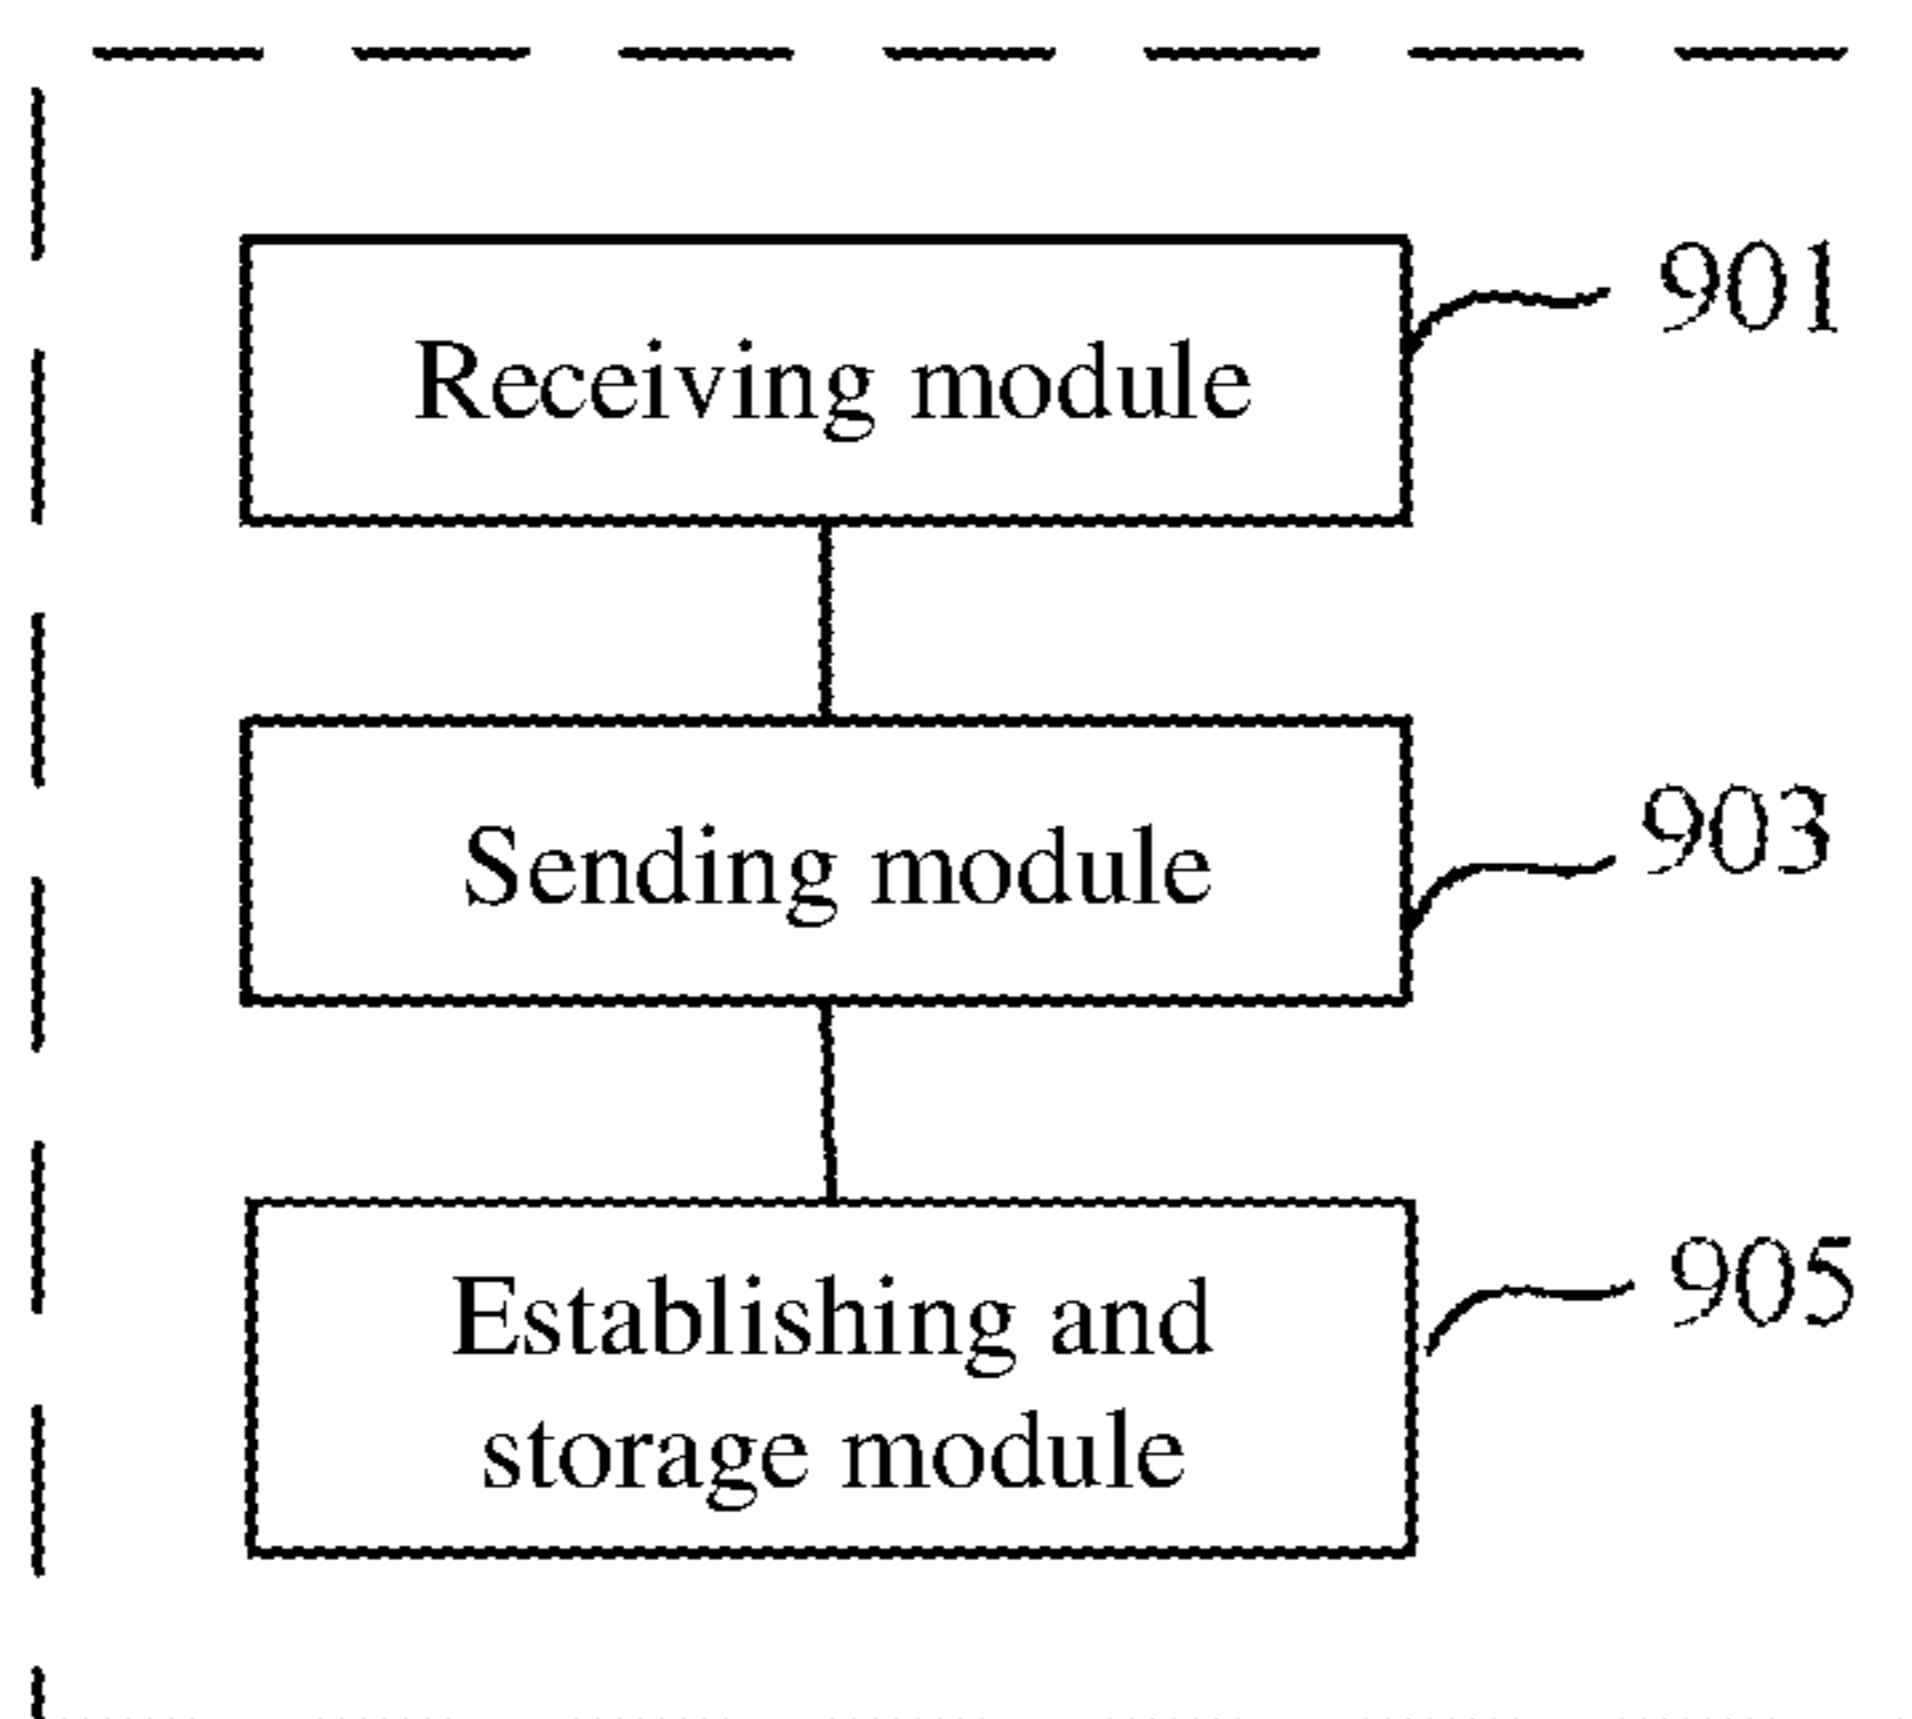 Receiving module
901
Sending module
903
Establishing and
storage module
905